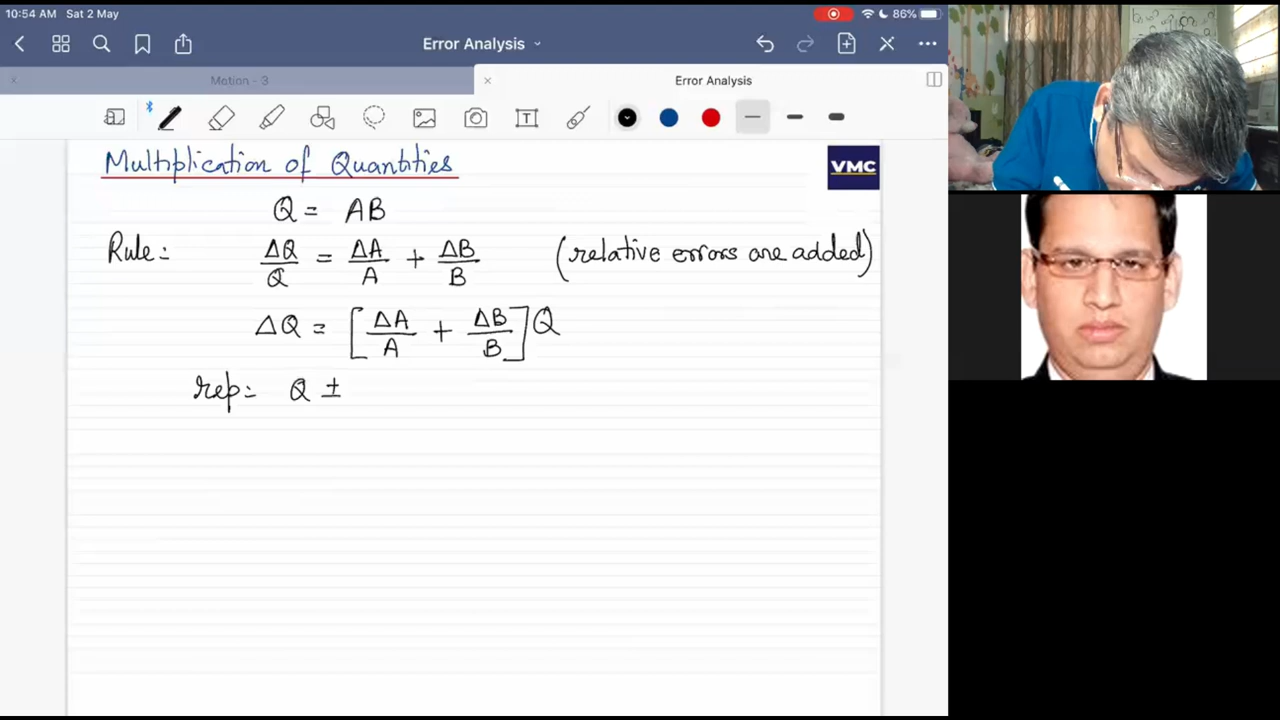 10:54 AM Sat 2 May 86%
Error Analysis
Motion - 3
Error Analysis
T
Multiplication of Quantities
VMC
Q = AB
Rule: ΔQ/Q = ΔA/A + ΔB/B (relative errors are added)
ΔQ = [ΔA/A + ΔB/B] Q
rep: Q ±